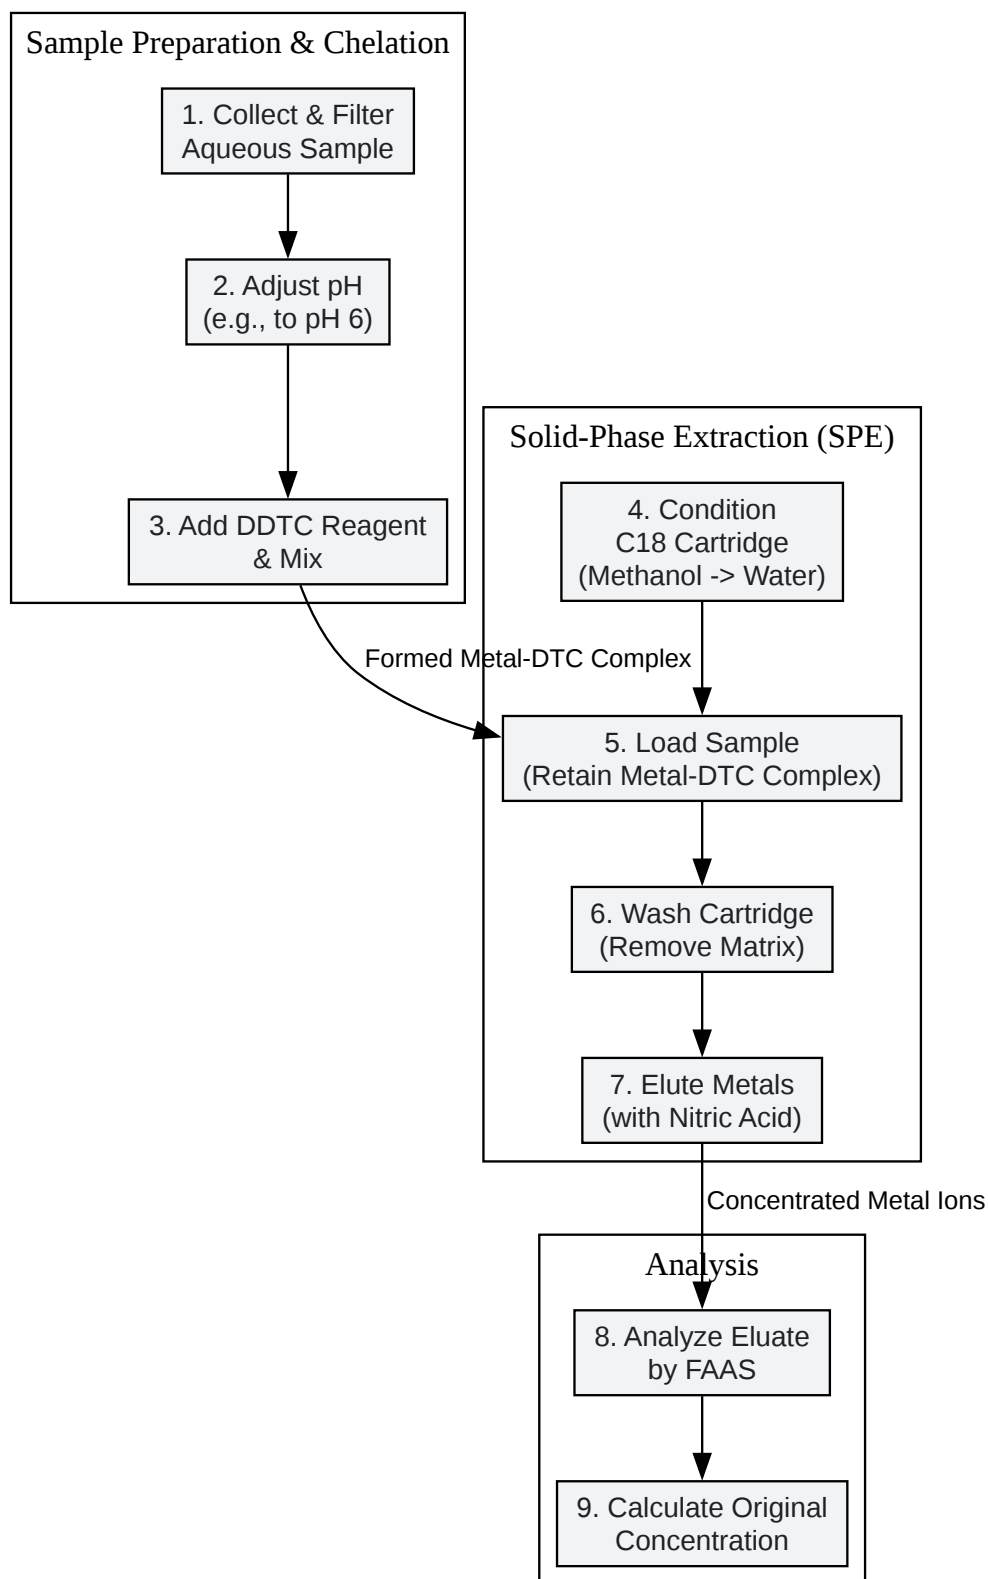 Sample Preparation & Chelation
1. Collect & Filter
Aqueous Sample
2. Adjust pH
(e.g., to pH 6)
3. Add DDTC Reagent
& Mix
Formed Metal-DTC Complex
Solid-Phase Extraction (SPE)
4. Condition
C18 Cartridge
(Methanol -> Water)
5. Load Sample
(Retain Metal-DTC Complex)
6. Wash Cartridge
(Remove Matrix)
7. Elute Metals
(with Nitric Acid)
Concentrated Metal Ions
Analysis
8. Analyze Eluate
by FAAS
9. Calculate Original
Concentration